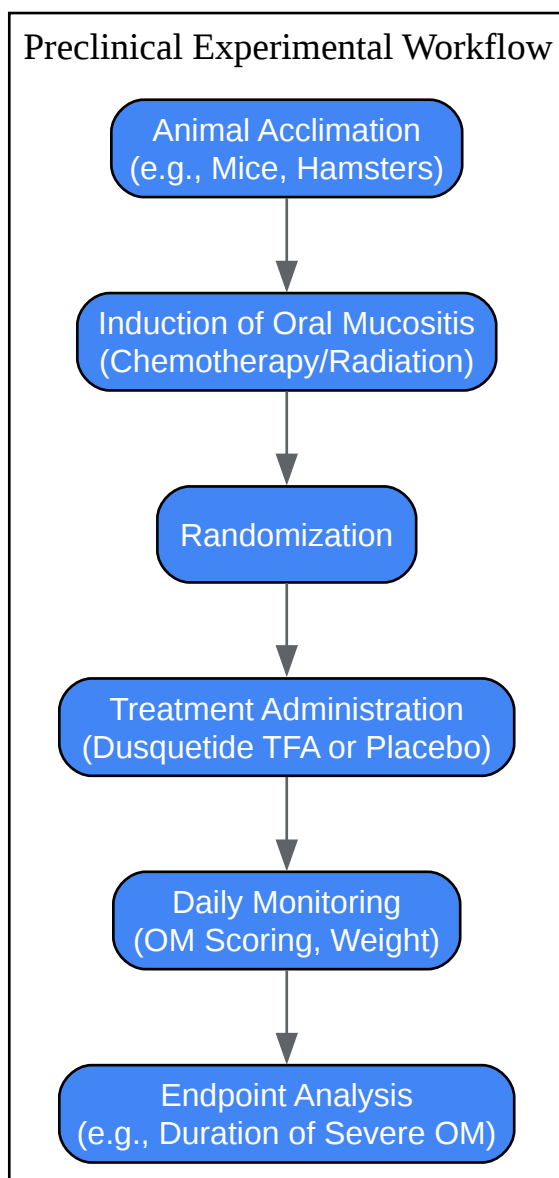 Preclinical Experimental Workflow
Animal Acclimation
(e.g., Mice, Hamsters)
Induction of Oral Mucositis
(Chemotherapy/Radiation)
Randomization
Treatment Administration
(Dusquetide TFA or Placebo)
Daily Monitoring
(OM Scoring, Weight)
Endpoint Analysis
(e.g., Duration of Severe OM)